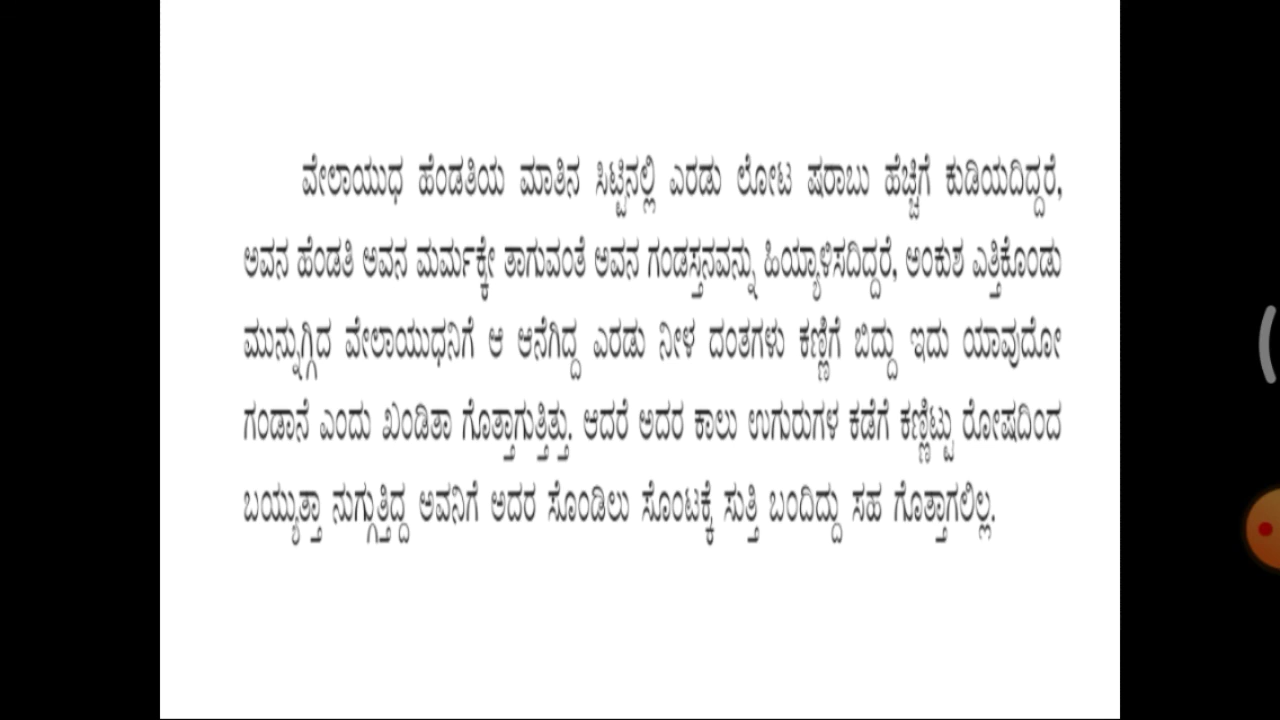 ವೇಲಾಯುಧ ಹೆಂಡತಿಯ ಮಾತಿನ ಸಿಟ್ಟಿನಲ್ಲಿ ಎರಡು ಲೋಟ ಷರಾಬು ಹೆಚ್ಚಿಗೆ ಕುಡಿಯದಿದ್ದರೆ,
ಅವನ ಹೆಂಡತಿ ಅವನ ಮರ್ಮಕ್ಕೇ ತಾಗುವಂತೆ ಅವನ ಗಂಡಸ್ತನವನ್ನು ಹಿಯ್ಯಾಳಿಸದಿದ್ದರೆ, ಅಂಕುಶ ಎತ್ತಿಕೊಂಡು
ಮುನ್ನುಗ್ಗಿದ ವೇಲಾಯುಧನಿಗೆ ಆ ಆನೆಗಿದ್ದ ಎರಡು ನೀಳ ದಂತಗಳು ಕಣ್ಣಿಗೆ ಬಿದ್ದು ಇದು ಯಾವುದೋ
ಗಂಡಾನೆ ಎಂದು ಖಂಡಿತಾ ಗೊತ್ತಾಗುತ್ತಿತ್ತು. ಆದರೆ ಅದರ ಕಾಲು ಉಗುರುಗಳ ಕಡೆಗೆ ಕಣ್ಣಿಟ್ಟು ರೋಷದಿಂದ
ಬಯ್ಯುತ್ತಾ ನುಗ್ಗುತ್ತಿದ್ದ ಅವನಿಗೆ ಅದರ ಸೊಂಡಿಲು ಸೊಂಟಕ್ಕೆ ಸುತ್ತಿ ಬಂದಿದ್ದು ಸಹ ಗೊತ್ತಾಗಲಿಲ್ಲ.